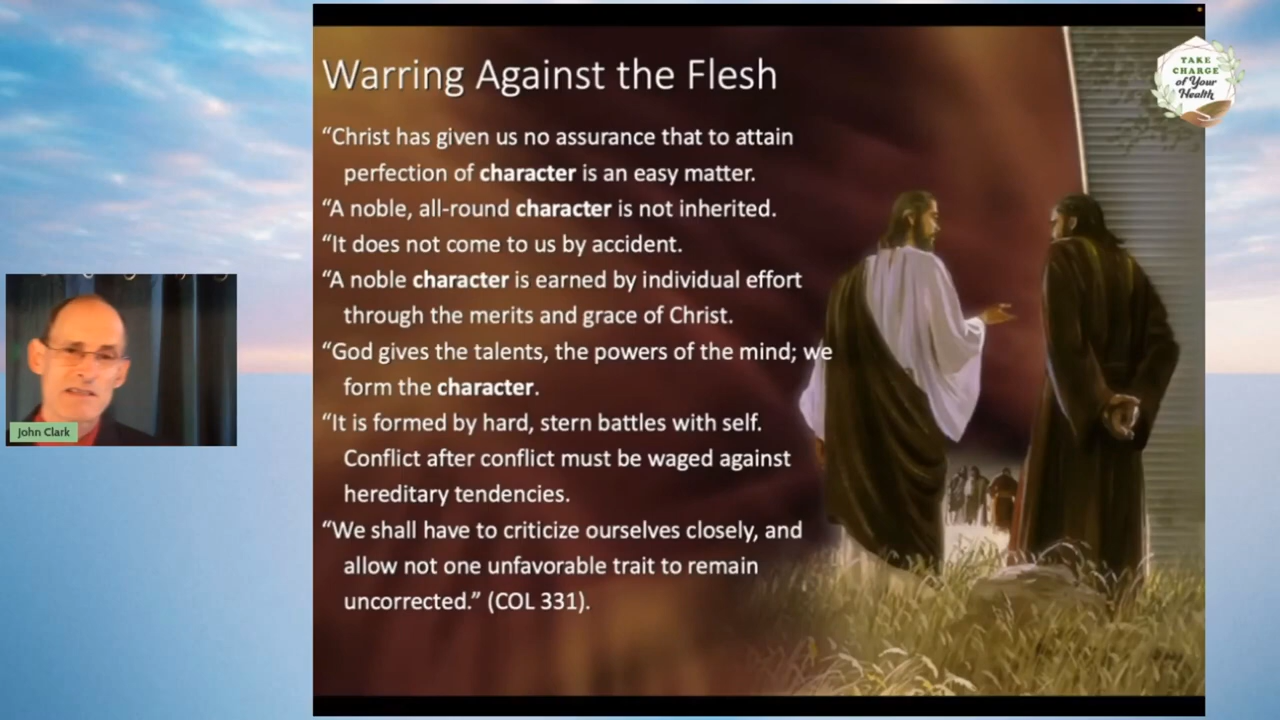 Warring Against the Flesh
“Christ has given us no assurance that to attain
perfection of character is an easy matter.
“A noble, all-round character is not inherited.
“It does not come to us by accident.
“A noble character is earned by individual effort
through the merits and grace of Christ.
“God gives the talents, the powers of the mind; we
form the character.
“It is formed by hard, stern battles with self.
Conflict after conflict must be waged against
hereditary tendencies.
“We shall have to criticize ourselves closely, and
allow not one unfavorable trait to remain
uncorrected.” (COL 331).
TAKE
CHARGE
of Your
Health
John Clark